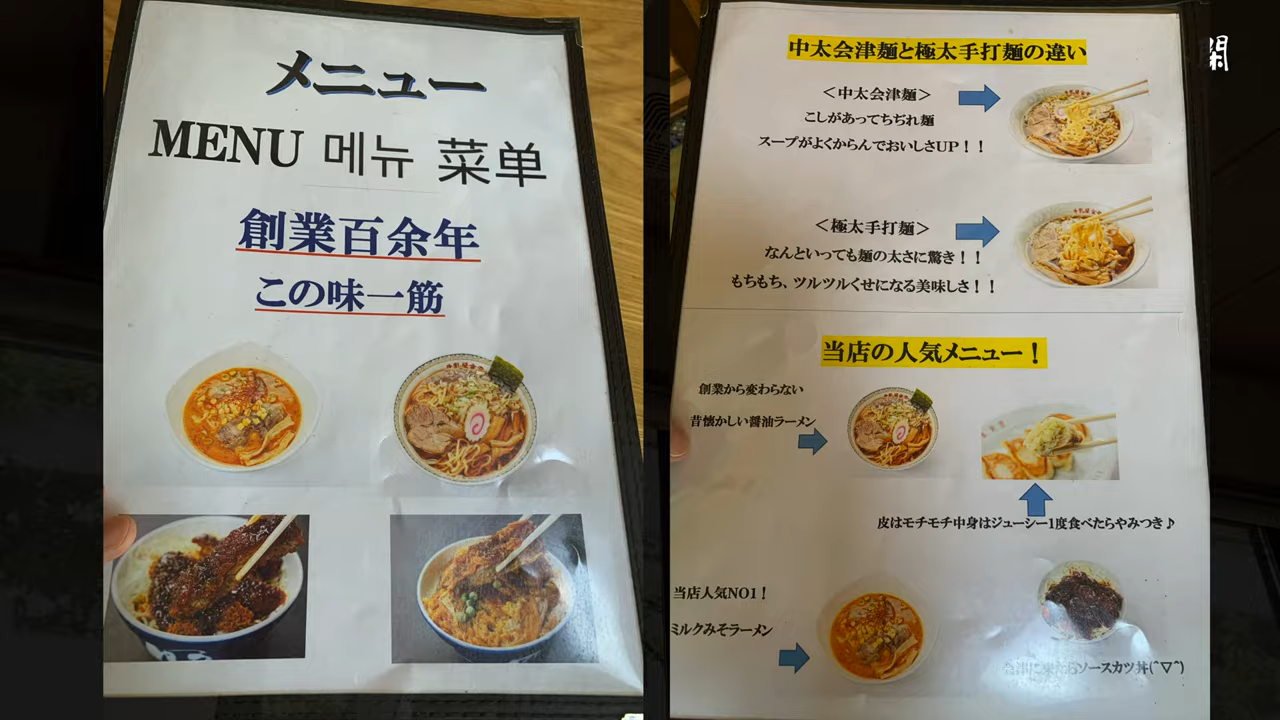 メニュー
MENU 메뉴 菜单
創業百余年
この味一筋
中太会津麺と極太手打麺の違い
＜中太会津麺＞
こしがあってちぢれ麺
スープがよくからんでおいしさUP！！
＜極太手打麺＞
なんといっても麺の太さに驚き！！
もちもち、ツルツルくせになる美味しさ！！
当店の人気メニュー！
創業から変わらない
昔懐かしい醤油ラーメン
皮はモチモチ中身はジューシー1度食べたらやみつき♪
当店人気NO1！
ミルクみそラーメン
会津に来たらソースカツ丼(ˆ▽ˆ)